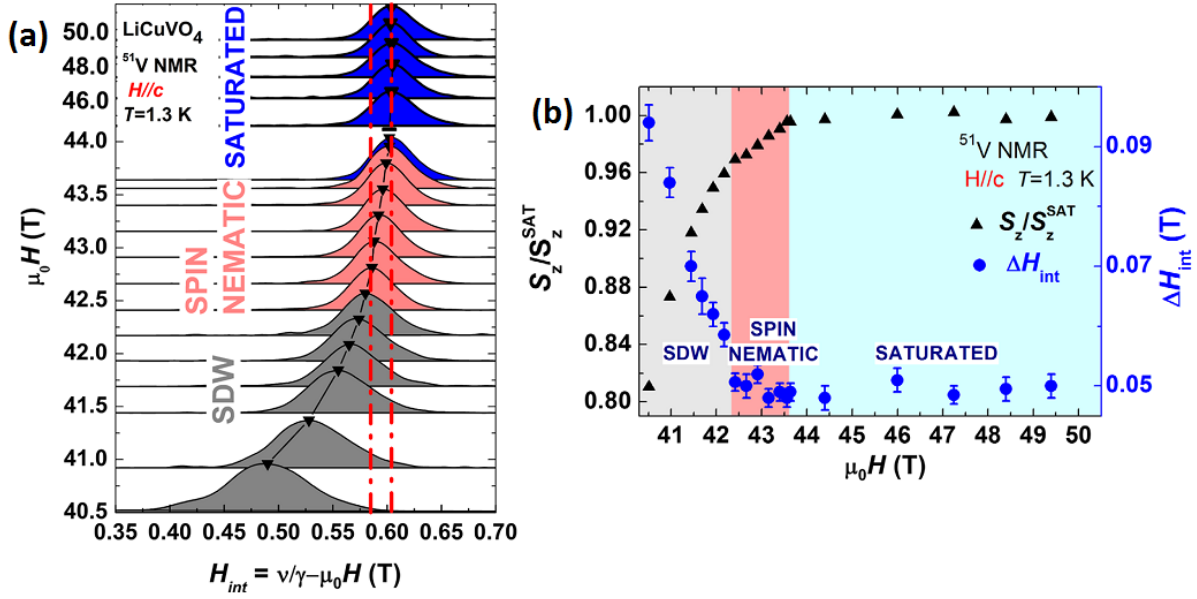 (a)
LiCuVO4
51V NMR
H//c
T=1.3 K
SATURATED
SPIN
NEMATIC
SDW
μ0H (T)
50.0
48.0
46.0
44.0
43.5
43.0
42.5
42.0
41.5
41.0
40.5
0.35 0.40 0.45 0.50 0.55 0.60 0.65 0.70
Hint = ν/γ−μ0H (T)
(b)
Sz/SzSAT
1.00
0.96
0.92
0.88
0.84
0.80
51V NMR
H//c T=1.3 K
Sz/SzSAT
ΔHint
SDW
SPIN
NEMATIC
SATURATED
0.09
0.07
0.05
ΔHint (T)
41 42 43 44 45 46 47 48 49 50
μ0H (T)